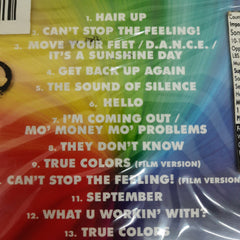 1. HAIR UP
2. CAN'T STOP THE FEELING!
3. MOVE YOUR FEET / D.A.N.C.E. /
IT'S A SUNSHINE DAY
4. GET BACK UP AGAIN
5. THE SOUND OF SILENCE
6. HELLO
7. I'M COMING OUT /
MO' MONEY MO' PROBLEMS
8. THEY DON'T KNOW
9. TRUE COLORS (FILM VERSION)
CAN'T STOP THE FEELING! (FILM VERSION)
11. SEPTEMBER
12. WHAT U WORKIN' WITH?
13. TRUE COLORS